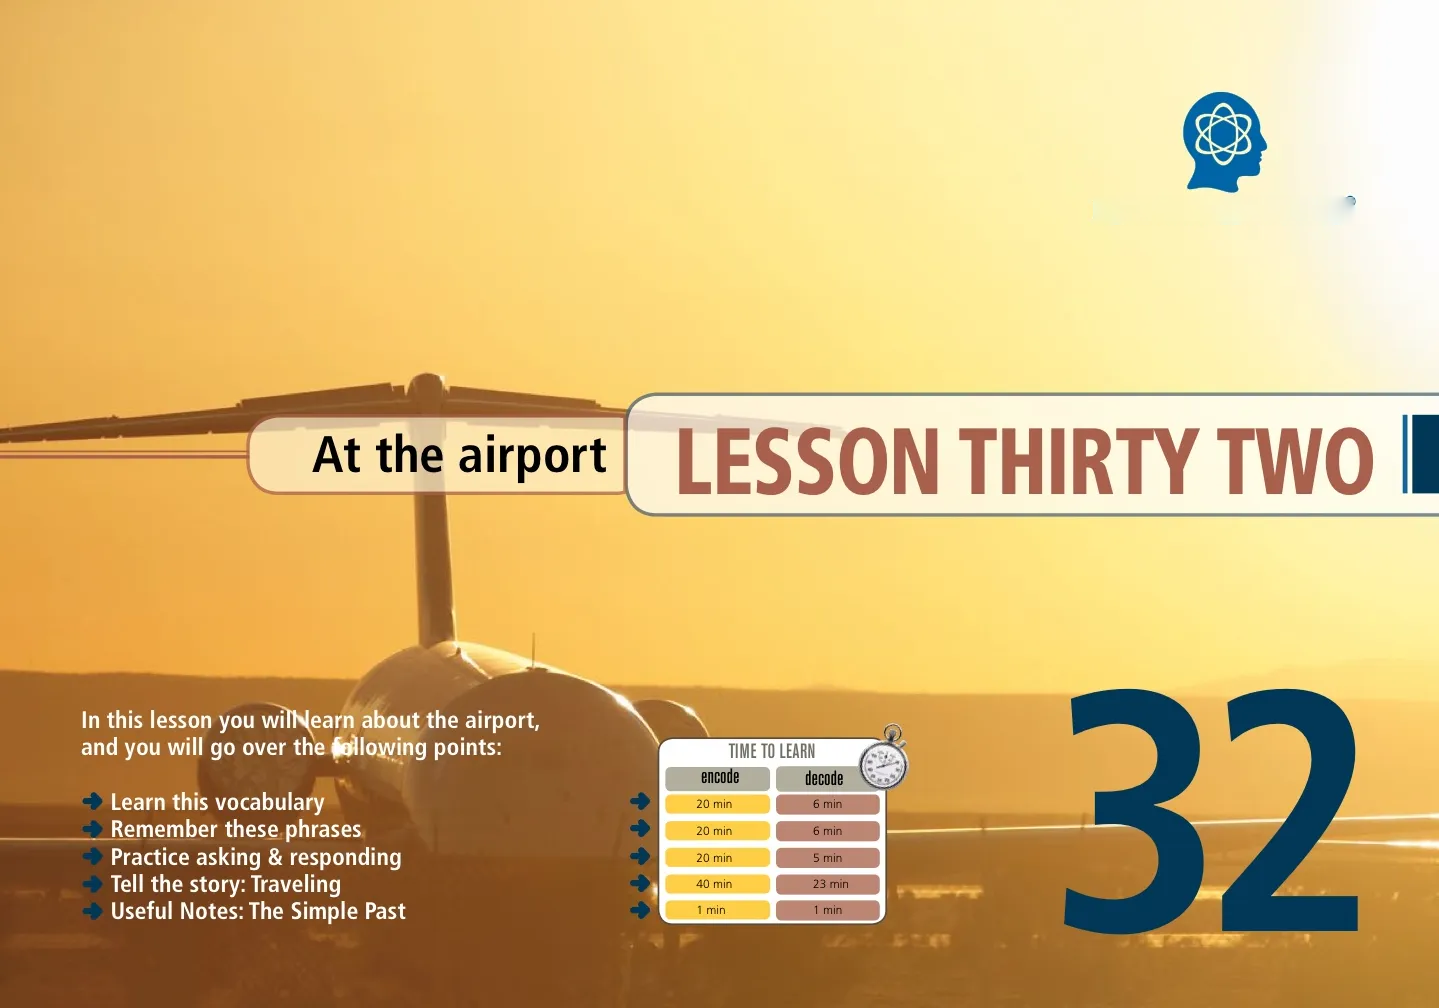 At the airport
LESSON THIRTY TWO
In this lesson you will learn about the airport,
and you will go over the following points:
Learn this vocabulary
Remember these phrases
Practice asking & responding
Tell the story: Traveling
Useful Notes: The Simple Past
TIME TO LEARN
encode decode
20 min 6 min
20 min 6 min
20 min 5 min
40 min 23 min
1 min 1 min
32